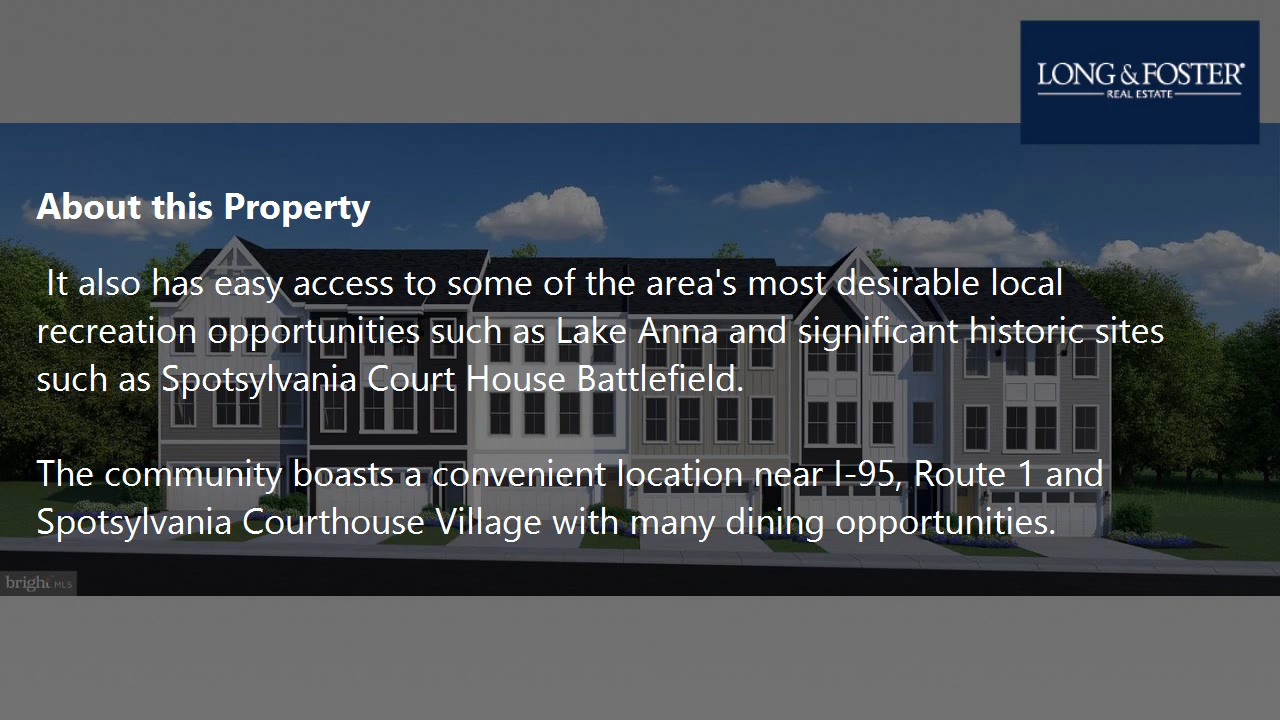 LONG & FOSTER®
REAL ESTATE
About this Property
It also has easy access to some of the area's most desirable local
recreation opportunities such as Lake Anna and significant historic sites
such as Spotsylvania Court House Battlefield.
The community boasts a convenient location near I-95, Route 1 and
Spotsylvania Courthouse Village with many dining opportunities.
bright MLS